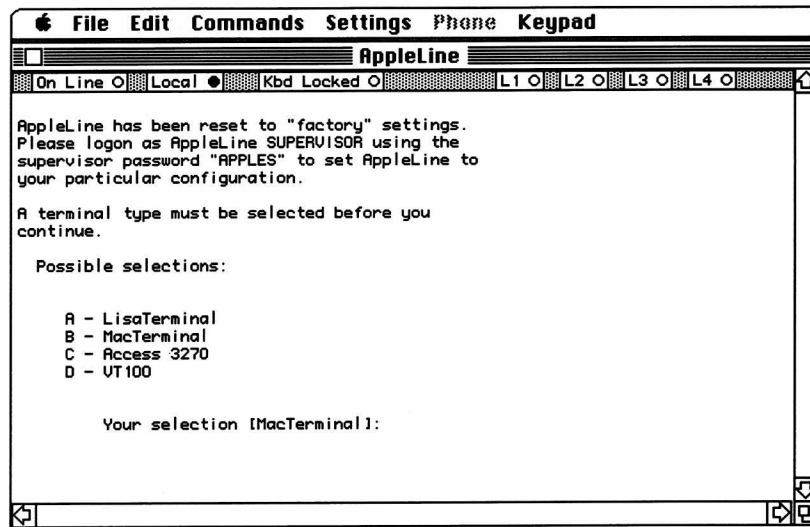 File Edit Commands Settings Phone Keypad
AppleLine
On Line Local Kbd Locked L1 L2 L3 L4
AppleLine has been reset to "factory" settings.
Please logon as AppleLine SUPERVISOR using the
supervisor password "APPLES" to set AppleLine to
your particular configuration.
A terminal type must be selected before you
continue.
Possible selections:
A - LisaTerminal
B - MacTerminal
C - Access 3270
D - VT100
Your selection [MacTerminal]: